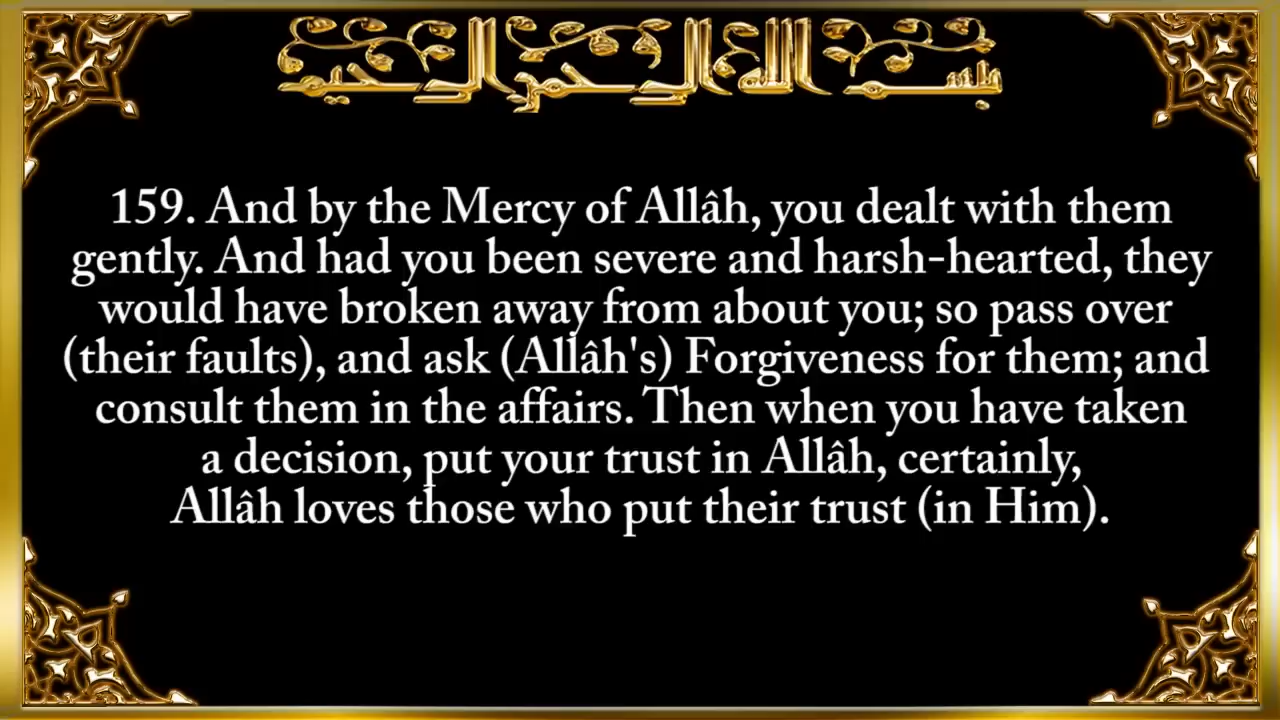 بسم الله الرحمن الرحيم
159. And by the Mercy of Allâh, you dealt with them
gently. And had you been severe and harsh-hearted, they
would have broken away from about you; so pass over
(their faults), and ask (Allâh's) Forgiveness for them; and
consult them in the affairs. Then when you have taken
a decision, put your trust in Allâh, certainly,
Allâh loves those who put their trust (in Him).